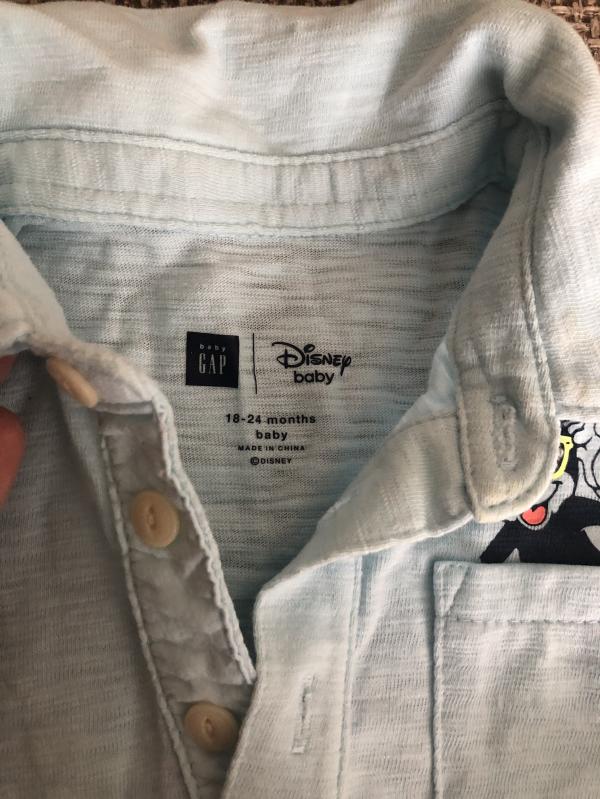 baby
GAP
Disney
baby
18-24 months
baby
MADE IN CHINA
©DISNEY